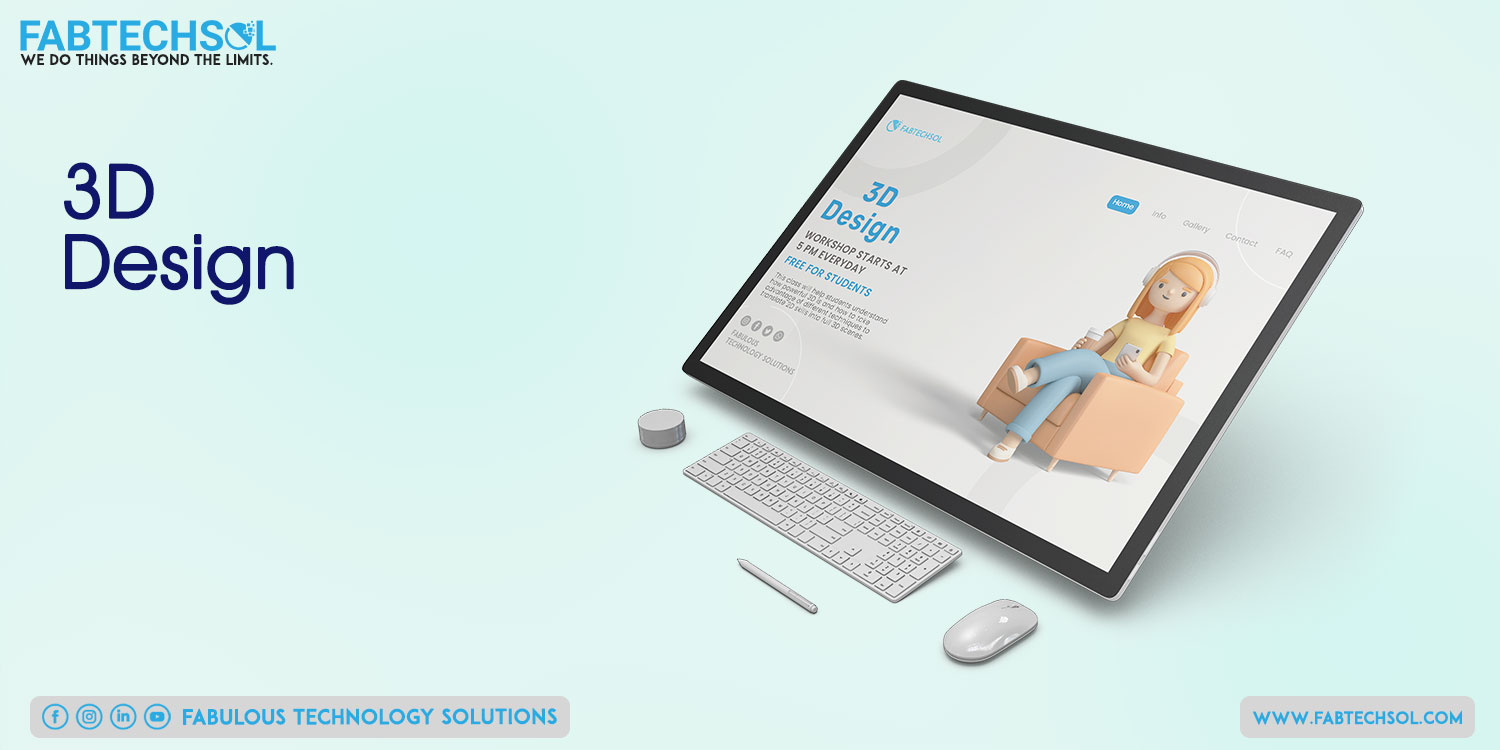 FABTECHSOL
WE DO THINGS BEYOND THE LIMITS.
3D
Design
FABTECHSOL
Home
Info
Gallery
Contact
FAQ
3D
Design
WORKSHOP STARTS AT
5 PM EVERYDAY
FREE FOR STUDENTS
This class will help students understand
how powerful 3D is and how to take
advantage of different techniques to
translate 2D skills into full 3D scenes.
FABULOUS
TECHNOLOGY SOLUTIONS
FABULOUS TECHNOLOGY SOLUTIONS
WWW.FABTECHSOL.COM